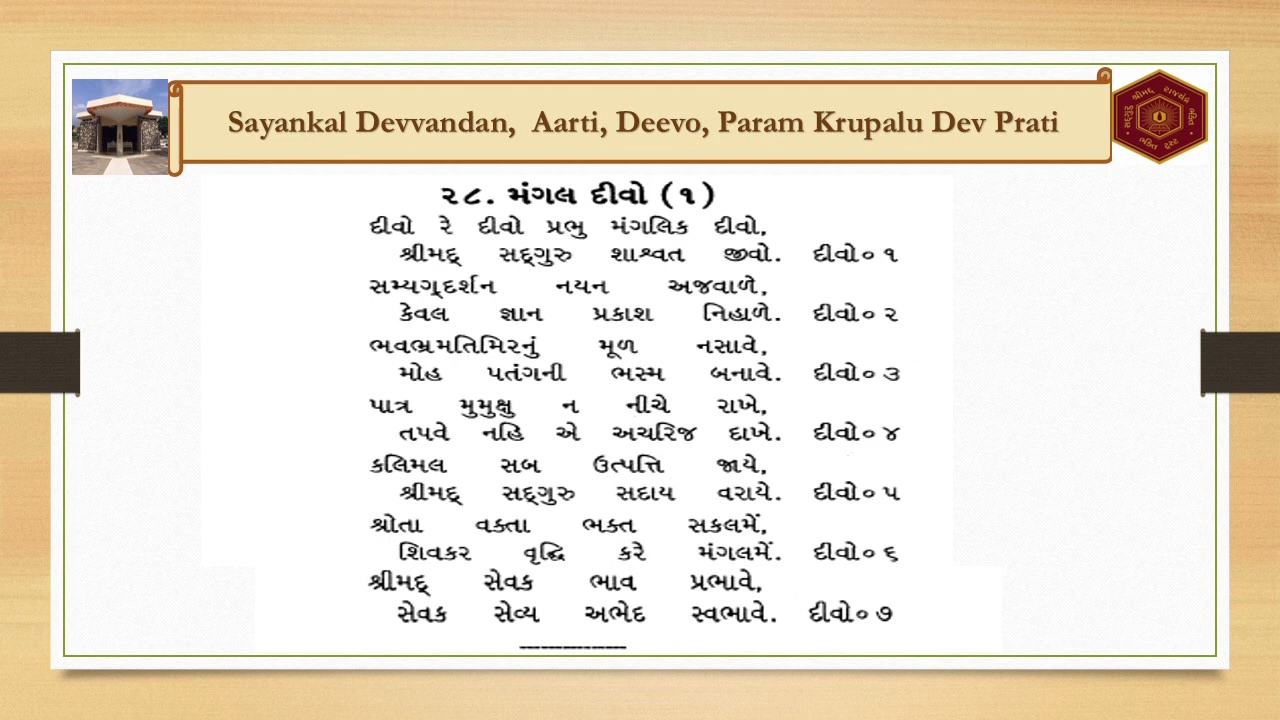 Sayankal Devvandan, Aarti, Deevo, Param Krupalu Dev Prati
૨૮. મંગલ દીવો (૧)
દીવો રે દીવો પ્રભુ મંગલિક દીવો,
શ્રીમદ્ સદ્ગુરુ શાશ્વત જીવો. દીવો૦ ૧
સમ્યગ્દર્શન નયન અજવાળે,
કેવલ જ્ઞાન પ્રકાશ નિહાળે. દીવો૦ ૨
ભવભ્રમતિમિરનું મૂળ નસાવે,
મોહ પતંગની ભસ્મ બનાવે. દીવો૦ ૩
પાત્ર મુમુક્ષુ ન નીચે રાખે,
તપવે નહિ એ અચરિજ દાખે. દીવો૦ ૪
કલિમલ સબ ઉત્પત્તિ જાયે,
શ્રીમદ્ સદ્ગુરુ સદાય વરાયે. દીવો૦ ૫
શ્રોતા વક્તા ભક્ત સકલમેં,
શિવકર વૃદ્ધિ કરે મંગલમેં. દીવો૦ ૬
શ્રીમદ્ સેવક ભાવ પ્રભાવે,
સેવક સેવ્ય અભેદ સ્વભાવે. દીવો૦ ૭